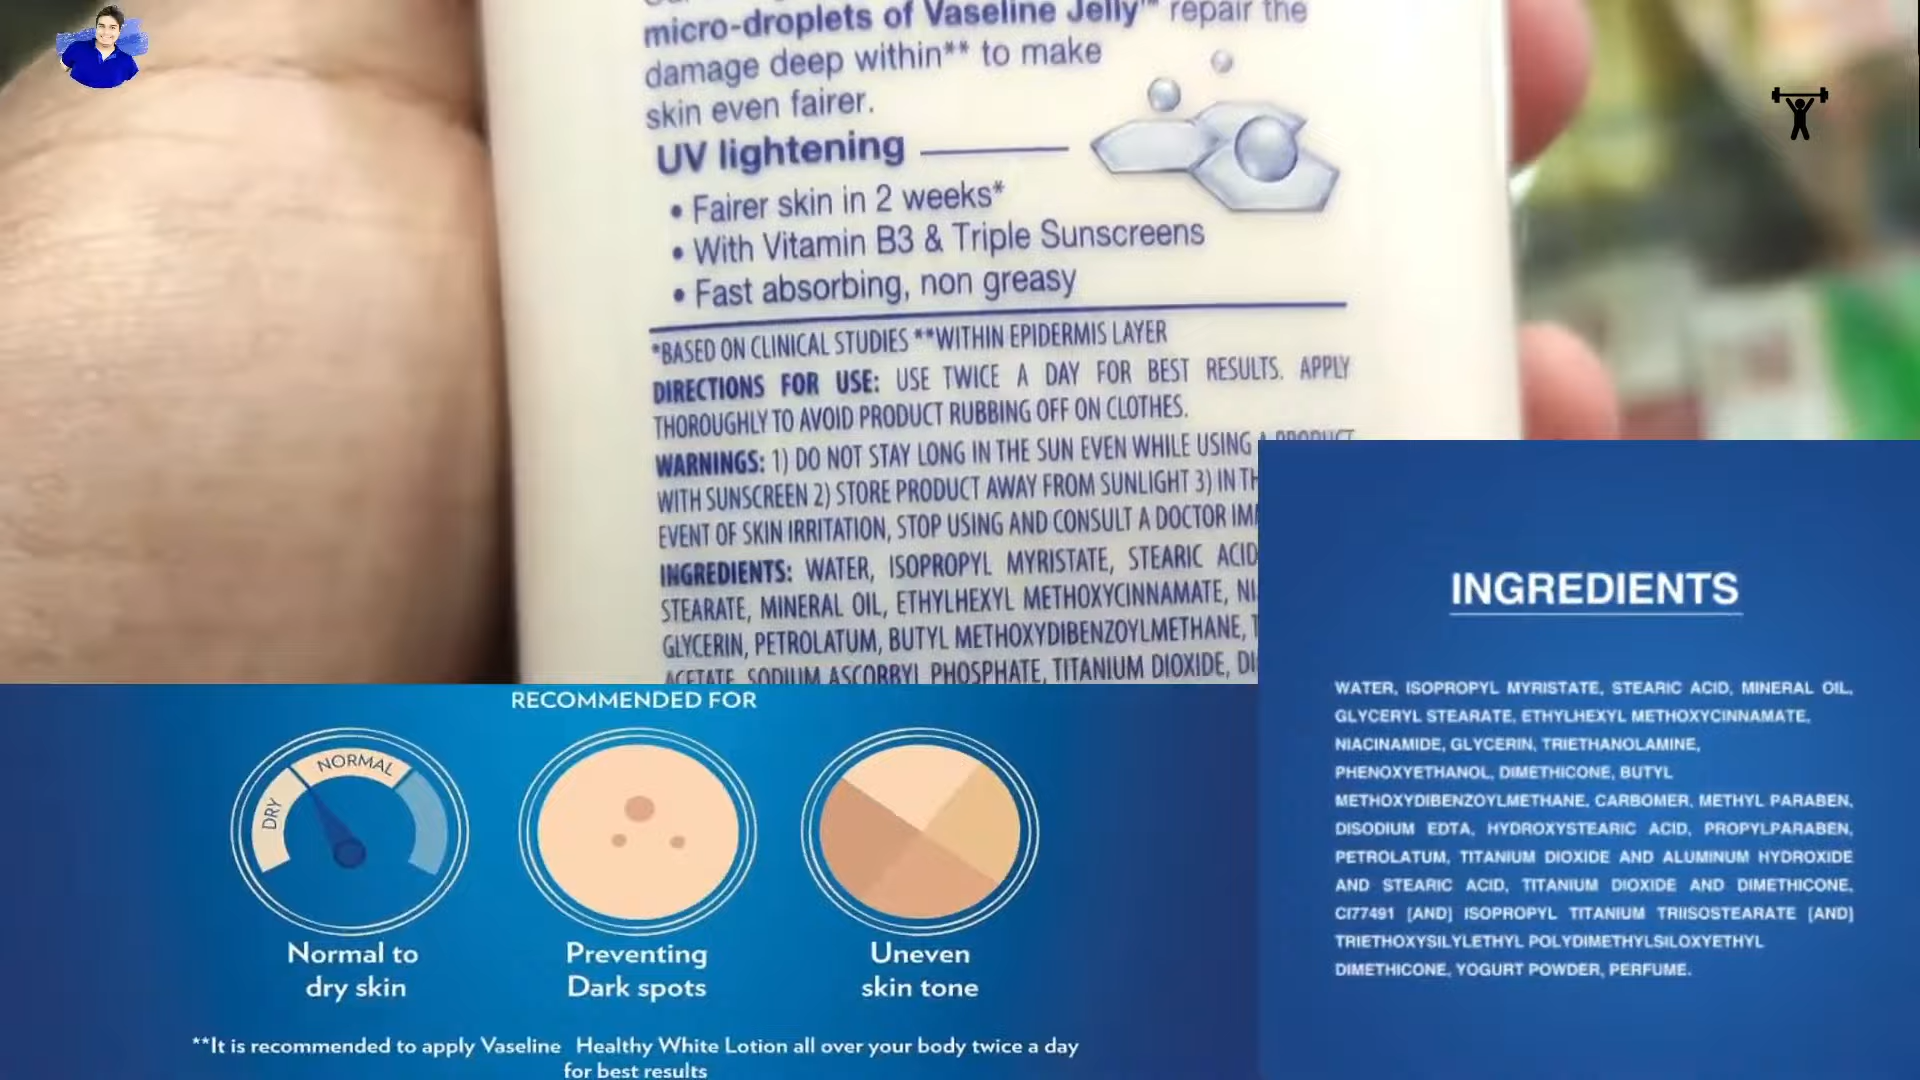 micro-droplets of Vaseline Jelly™ repair the
damage deep within** to make
skin even fairer.
UV lightening
• Fairer skin in 2 weeks*
• With Vitamin B3 & Triple Sunscreens
• Fast absorbing, non greasy
*BASED ON CLINICAL STUDIES **WITHIN EPIDERMIS LAYER
DIRECTIONS FOR USE: USE TWICE A DAY FOR BEST RESULTS. APPLY
THOROUGHLY TO AVOID PRODUCT RUBBING OFF ON CLOTHES.
WARNINGS: 1) DO NOT STAY LONG IN THE SUN EVEN WHILE USING A PRODUCT
WITH SUNSCREEN 2) STORE PRODUCT AWAY FROM SUNLIGHT 3) IN TH
EVENT OF SKIN IRRITATION, STOP USING AND CONSULT A DOCTOR
INGREDIENTS: WATER, ISOPROPYL MYRISTATE, STEARIC ACID
STEARATE, MINERAL OIL, ETHYLHEXYL METHOXYCINNAMATE, NI
GLYCERIN, PETROLATUM, BUTYL METHOXYDIBENZOYLMETHANE, T
ACETATE, SODIUM ASCORBYL PHOSPHATE, TITANIUM DIOXIDE, DI
RECOMMENDED FOR
DRY NORMAL
Normal to
dry skin
Preventing
Dark spots
Uneven
skin tone
**It is recommended to apply Vaseline Healthy White Lotion all over your body twice a day
for best results
INGREDIENTS
WATER, ISOPROPYL MYRISTATE, STEARIC ACID, MINERAL OIL,
GLYCERYL STEARATE, ETHYLHEXYL METHOXYCINNAMATE,
NIACINAMIDE, GLYCERIN, TRIETHANOLAMINE,
PHENOXYETHANOL, DIMETHICONE, BUTYL
METHOXYDIBENZOYLMETHANE, CARBOMER, METHYL PARABEN,
DISODIUM EDTA, HYDROXYSTEARIC ACID, PROPYLPARABEN,
PETROLATUM, TITANIUM DIOXIDE AND ALUMINUM HYDROXIDE
AND STEARIC ACID, TITANIUM DIOXIDE AND DIMETHICONE,
CI77491 [AND] ISOPROPYL TITANIUM TRIISOSTEARATE [AND]
TRIETHOXYSILYLETHYL POLYDIMETHYLSILOXYETHYL
DIMETHICONE, YOGURT POWDER, PERFUME.